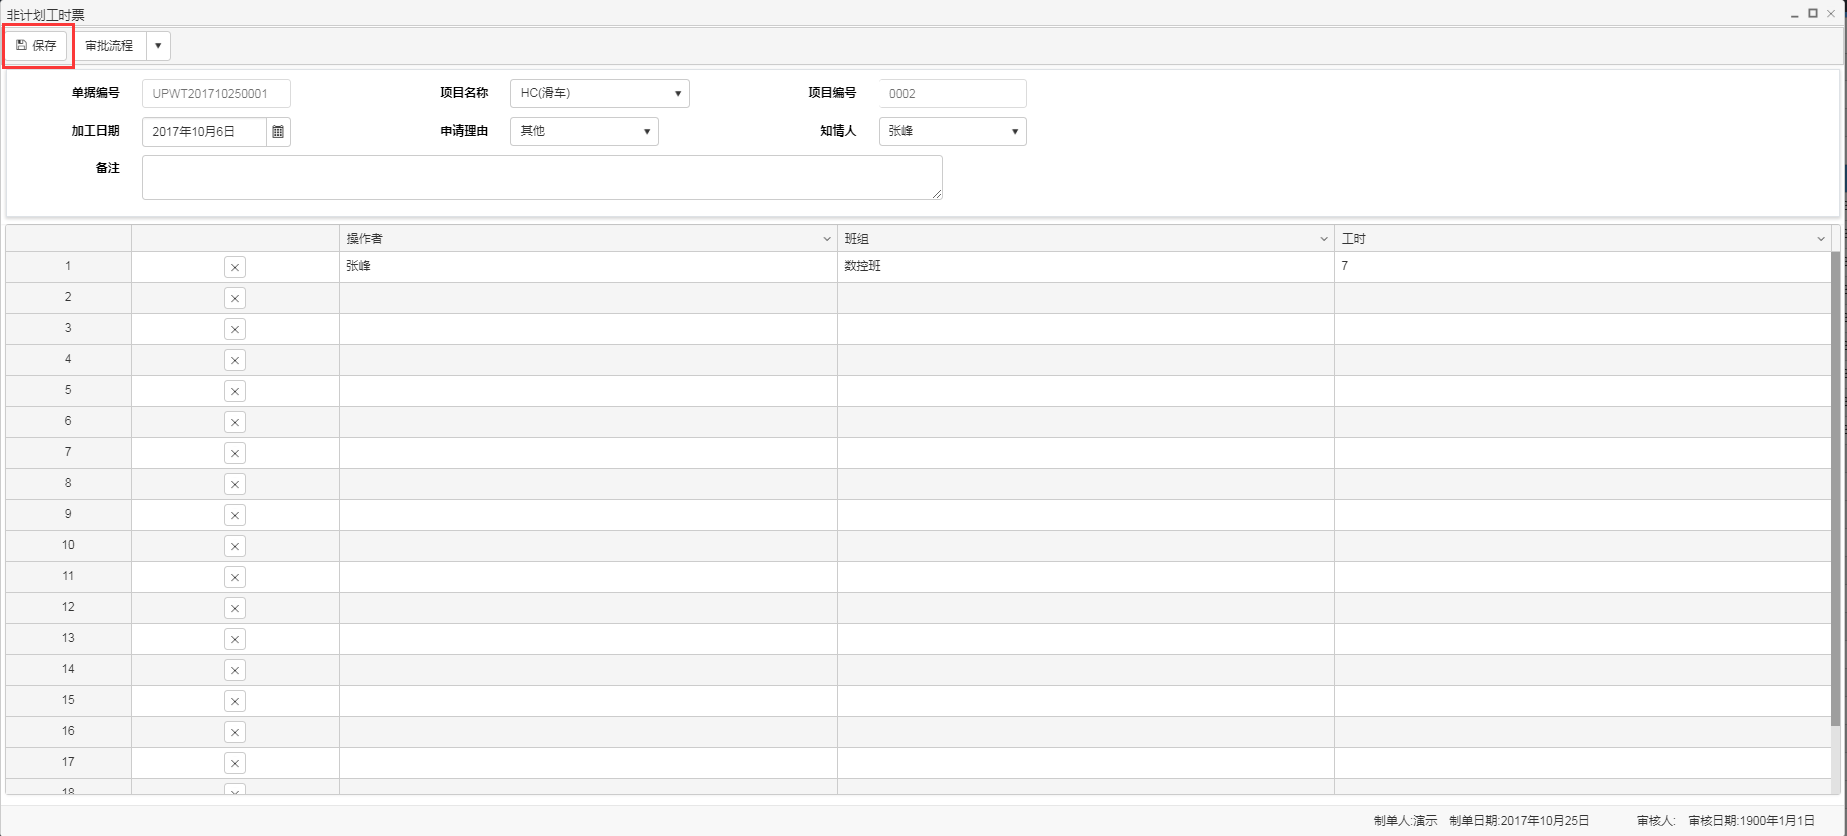 非计划工时票
保存 审批流程
单据编号 UPWT201710250001 项目名称 HC(滑车) 项目编号 0002
加工日期 2017年10月6日 申请理由 其他 知情人 张峰
备注
操作者 班组 工时
1 张峰 数控班 7
2
3
4
5
6
7
8
9
10
11
12
13
14
15
16
17
18
制单人:演示 制单日期:2017年10月25日 审核人: 审核日期:1900年1月1日